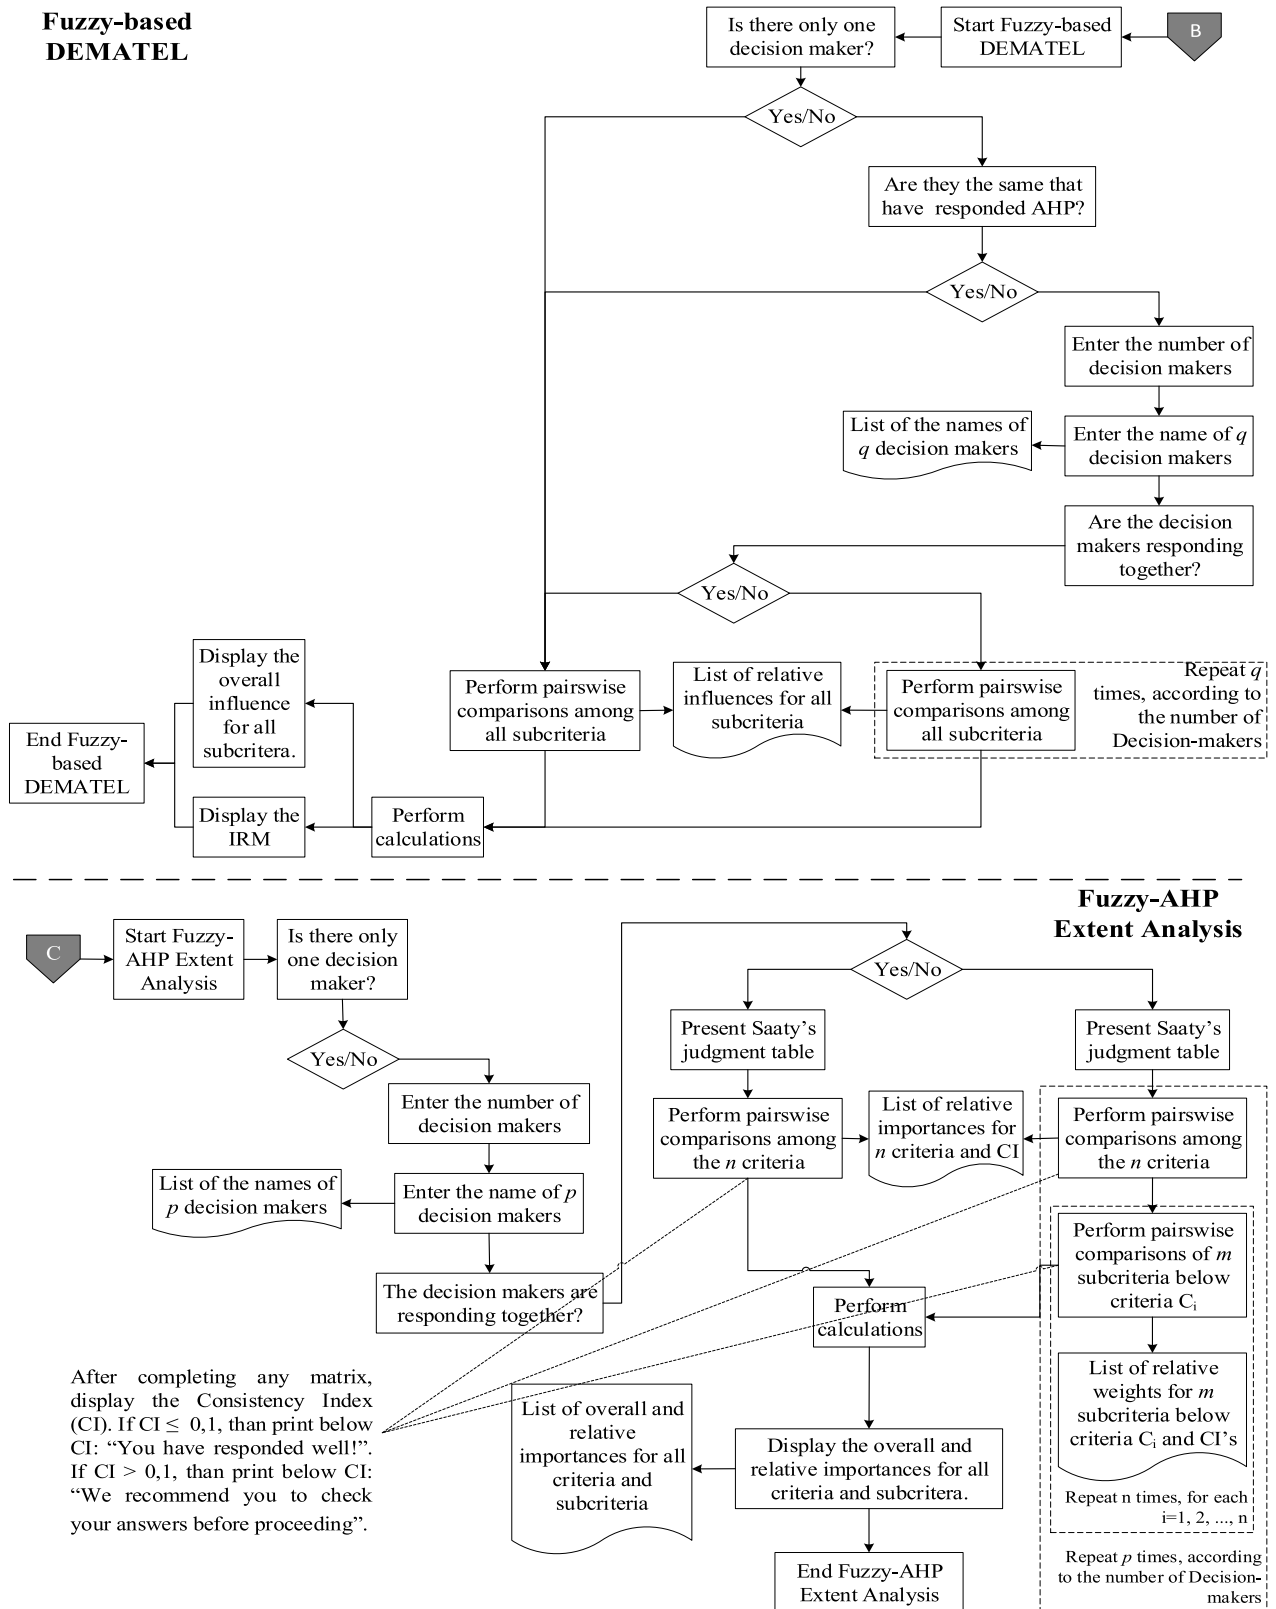 Fuzzy-based
DEMATEL
Is there only one
decision maker?
Start Fuzzy-based
DEMATEL
B
Yes/No
Are they the same that
have responded AHP?
Yes/No
Enter the number of
decision makers
List of the names of
q decision makers
Enter the name of q
decision makers
Are the decision
makers responding
together?
Yes/No
Display the
overall
influence
for all
subcritera.
Perform pairswise
comparisons among
all subcriteria
List of relative
influences for all
subcriteria
Perform pairswise
comparisons among
all subcriteria
Repeat q
times, according to
the number of
Decision-makers
End Fuzzy-
based
DEMATEL
Display the
IRM
Perform
calculations
Fuzzy-AHP
Extent Analysis
C
Start Fuzzy-
AHP Extent
Analysis
Is there only
one decision
maker?
Yes/No
Yes/No
Present Saaty’s
judgment table
Present Saaty’s
judgment table
Enter the number of
decision makers
Perform pairswise
comparisons among
the n criteria
List of relative
importances for
n criteria and CI
Perform pairswise
comparisons among
the n criteria
List of the names of
p decision makers
Enter the name of p
decision makers
Perform pairswise
comparisons of m
subcriteria below
criteria Ci
The decision makers are
responding together?
Perform
calculations
List of relative
weights for m
subcriteria below
criteria Ci and CI’s
After completing any matrix,
display the Consistency Index
(CI). If CI ≤ 0,1, than print below
CI: “You have responded well!”.
If CI > 0,1, than print below CI:
“We recommend you to check
your answers before proceeding”.
List of overall and
relative
importances for all
criteria and
subcriteria
Display the overall and
relative importances for all
criteria and subcritera.
Repeat n times, for each
i=1, 2, ..., n
Repeat p times, according
to the number of Decision-
makers
End Fuzzy-AHP
Extent Analysis